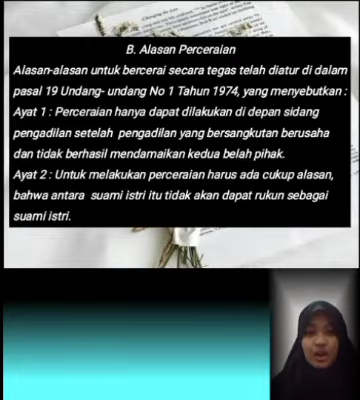 B. Alasan Perceraian
Alasan-alasan untuk bercerai secara tegas telah diatur di dalam
pasal 19 Undang- undang No 1 Tahun 1974, yang menyebutkan :
Ayat 1 : Perceraian hanya dapat dilakukan di depan sidang
pengadilan setelah pengadilan yang bersangkutan berusaha
dan tidak berhasil mendamaikan kedua belah pihak.
Ayat 2 : Untuk melakukan perceraian harus ada cukup alasan,
bahwa antara suami istri itu tidak akan dapat rukun sebagai
suami istri.